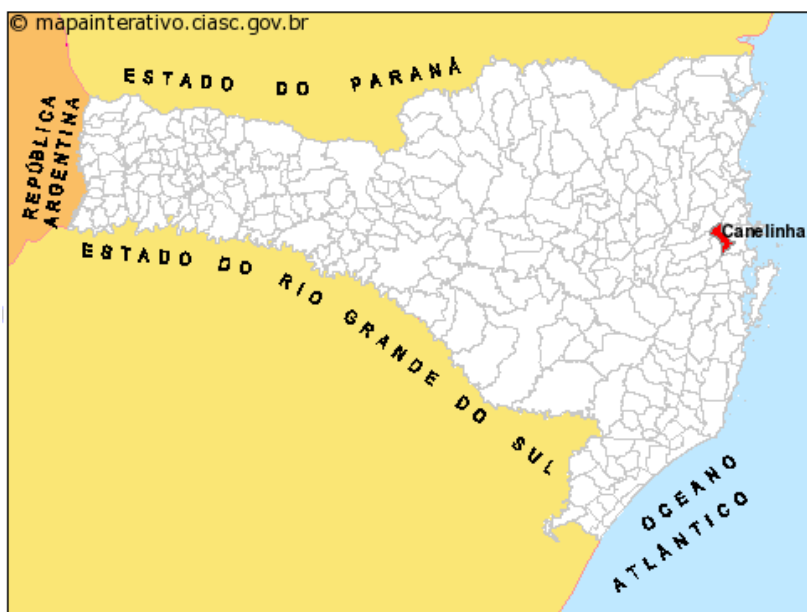 © mapainterativo.ciasc.gov.br
ESTADO DO PARANÁ
REPÚBLICA
ARGENTINA
Canelinha
ESTADO DO RIO GRANDE DO SUL
OCEANO
ATLÂNTICO